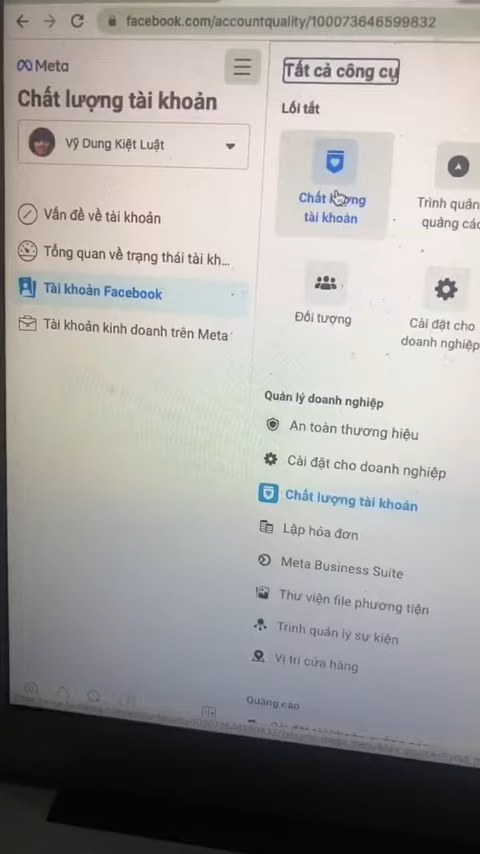 facebook.com/accountquality/100073646599832
Meta
Chất lượng tài khoản
Vỹ Dung Kiệt Luật
Vấn đề về tài khoản
Tổng quan về trạng thái tài kh...
Tài khoản Facebook
Tài khoản kinh doanh trên Meta
Tất cả công cụ
Lối tắt
Chất lượng
tài khoản
Trình quản
quảng các
Đối tượng
Cài đặt cho
doanh nghiệp
Quản lý doanh nghiệp
An toàn thương hiệu
Cài đặt cho doanh nghiệp
Chất lượng tài khoản
Lập hóa đơn
Meta Business Suite
Thư viện file phương tiện
Trình quản lý sự kiện
Vị trí cửa hàng
Quảng cáo